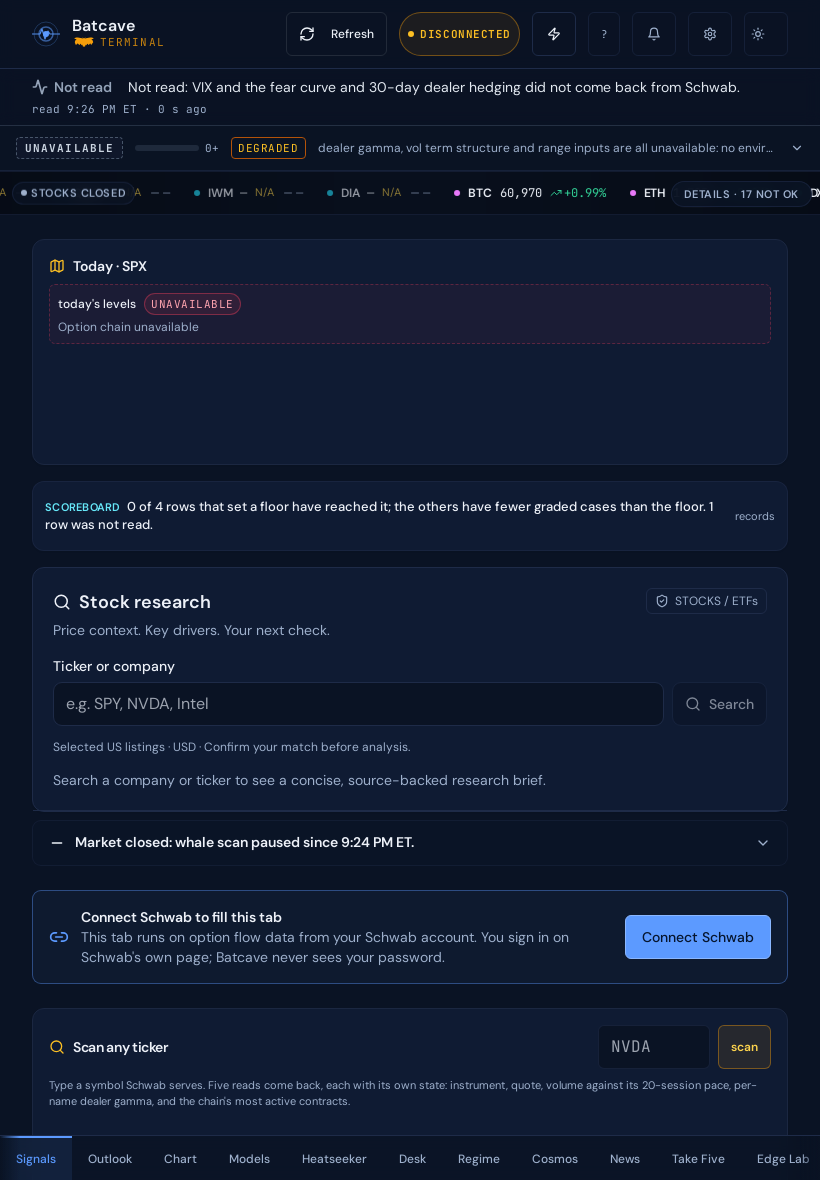 Batcave
TERMINAL
Refresh
DISCONNECTED
?
Not read Not read: VIX and the fear curve and 30-day dealer hedging did not come back from Schwab.
read 9:26 PM ET · 0 s ago
UNAVAILABLE 0+ DEGRADED dealer gamma, vol term structure and range inputs are all unavailable: no envir…
A STOCKS CLOSED A — — IWM — N/A — — DIA — N/A — — BTC 60,970 +0.99% ETH DETAILS · 17 NOT OK
Today · SPX
today's levels UNAVAILABLE
Option chain unavailable
SCOREBOARD 0 of 4 rows that set a floor have reached it; the others have fewer graded cases than the floor. 1
row was not read.
records
Stock research
STOCKS / ETFs
Price context. Key drivers. Your next check.
Ticker or company
e.g. SPY, NVDA, Intel
Search
Selected US listings · USD · Confirm your match before analysis.
Search a company or ticker to see a concise, source-backed research brief.
Market closed: whale scan paused since 9:24 PM ET.
Connect Schwab to fill this tab
This tab runs on option flow data from your Schwab account. You sign in on
Schwab's own page; Batcave never sees your password.
Connect Schwab
Scan any ticker
NVDA
scan
Type a symbol Schwab serves. Five reads come back, each with its own state: instrument, quote, volume against its 20-session pace, per-
name dealer gamma, and the chain's most active contracts.
Signals Outlook Chart Models Heatseeker Desk Regime Cosmos News Take Five Edge Lab